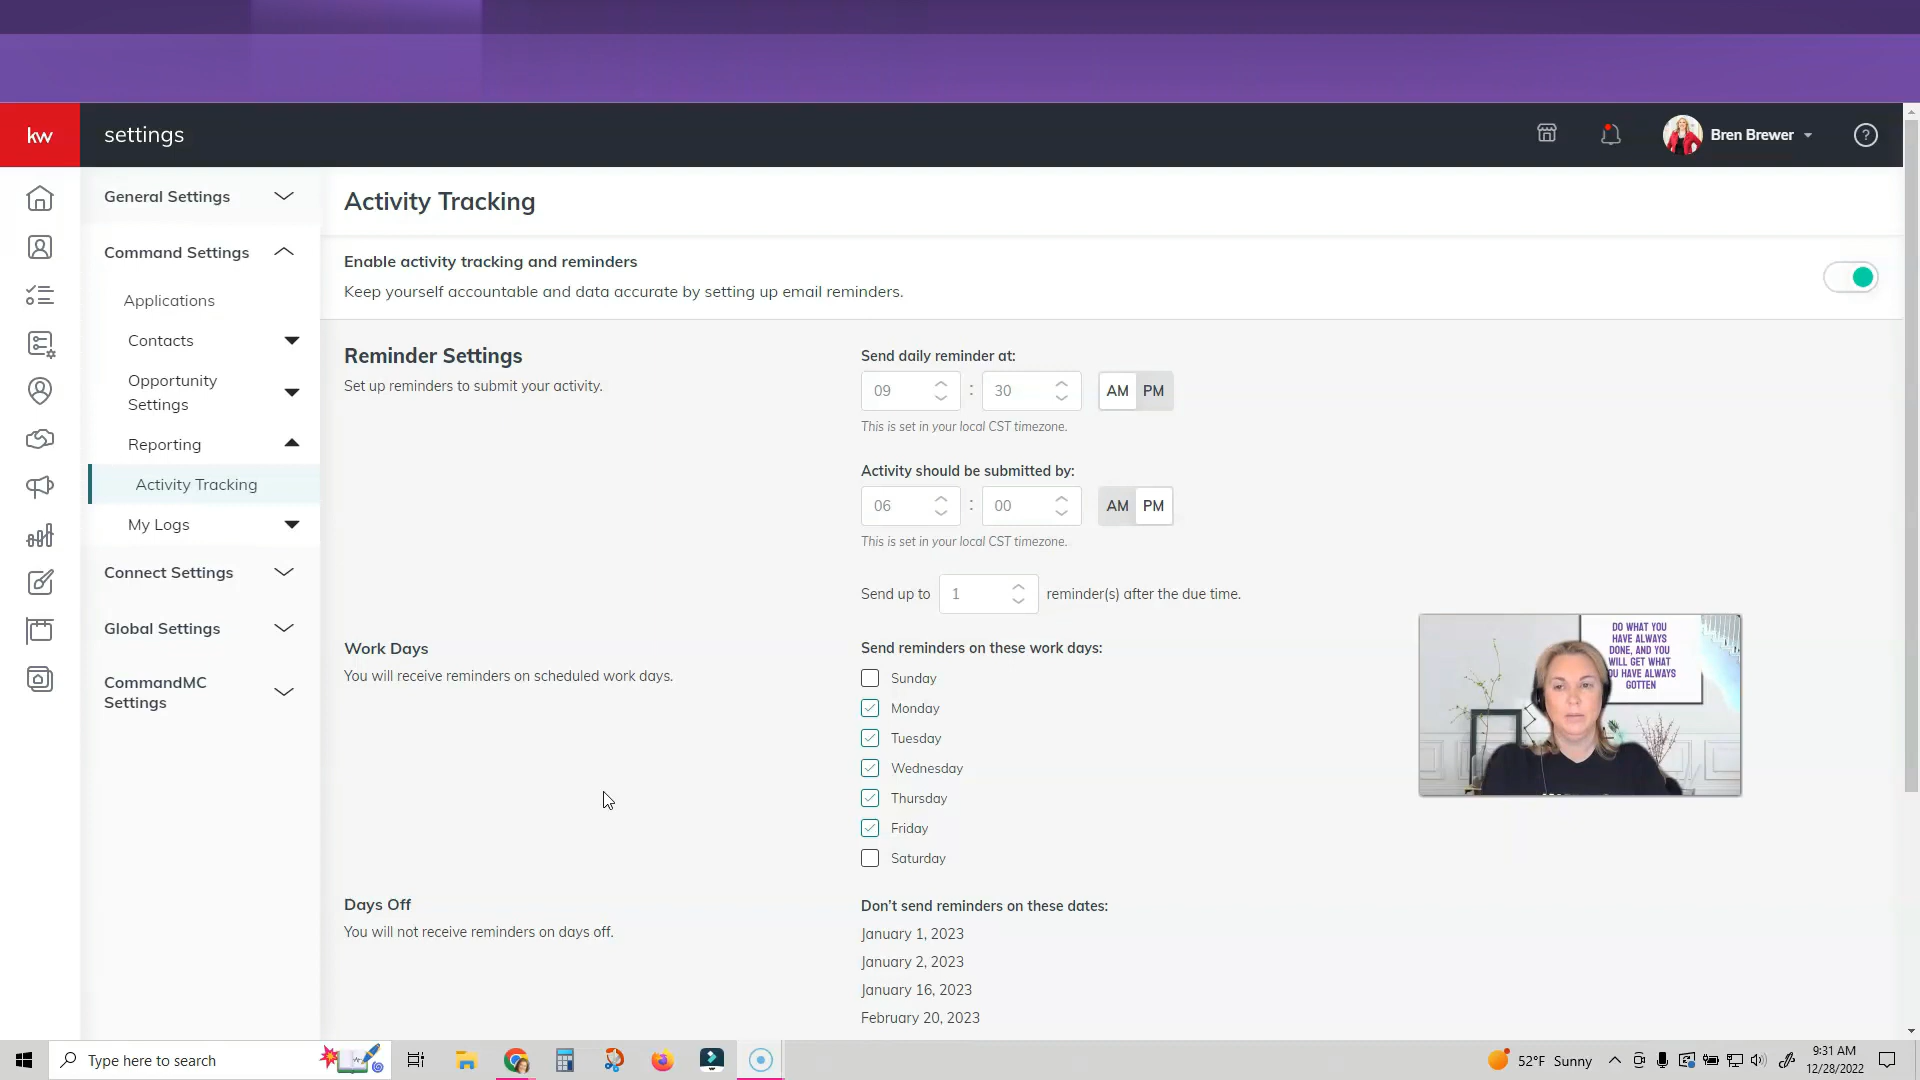 kw
settings
Bren Brewer
General Settings
Command Settings
Applications
Contacts
Opportunity
Settings
Reporting
Activity Tracking
My Logs
Connect Settings
Global Settings
CommandMC
Settings
Activity Tracking
Enable activity tracking and reminders
Keep yourself accountable and data accurate by setting up email reminders.
Reminder Settings
Set up reminders to submit your activity.
Send daily reminder at:
09 : 30 AM PM
This is set in your local CST timezone.
Activity should be submitted by:
06 : 00 AM PM
This is set in your local CST timezone.
Send up to 1 reminder(s) after the due time.
Work Days
You will receive reminders on scheduled work days.
Send reminders on these work days:
Sunday
Monday
Tuesday
Wednesday
Thursday
Friday
Saturday
DO WHAT YOU
HAVE ALWAYS
DONE, AND YOU
WILL GET WHAT
YOU HAVE ALWAYS
GOTTEN
Days Off
You will not receive reminders on days off.
Don't send reminders on these dates:
January 1, 2023
January 2, 2023
January 16, 2023
February 20, 2023
Type here to search
52°F Sunny
9:31 AM
12/28/2022